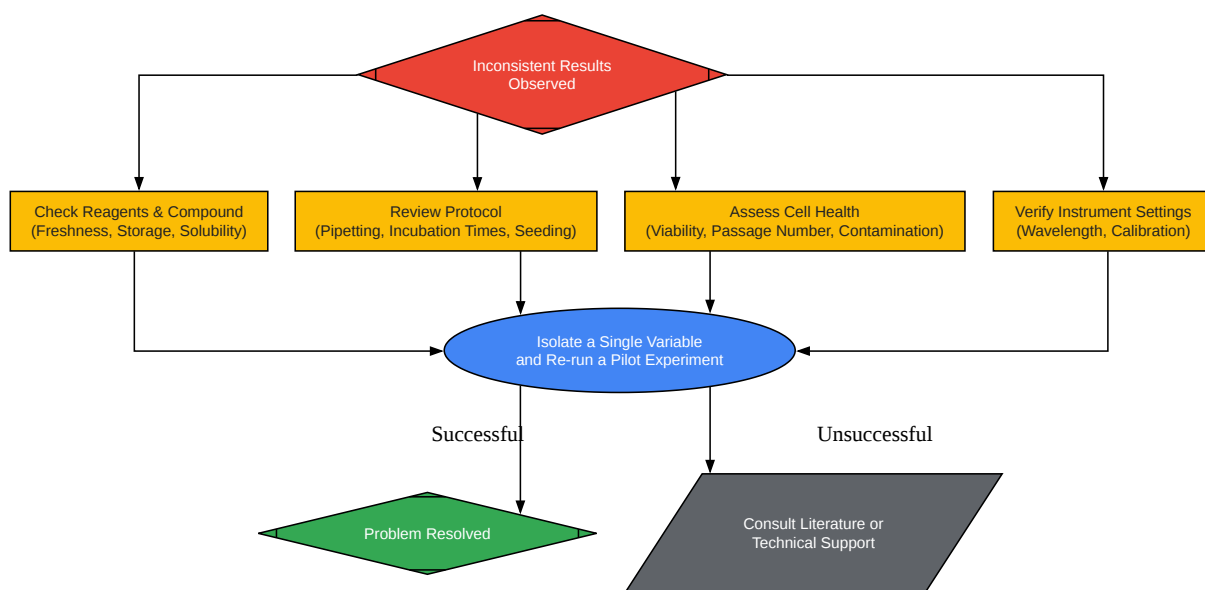 Inconsistent Results
Observed
Check Reagents & Compound
(Freshness, Storage, Solubility)
Review Protocol
(Pipetting, Incubation Times, Seeding)
Assess Cell Health
(Viability, Passage Number, Contamination)
Verify Instrument Settings
(Wavelength, Calibration)
Isolate a Single Variable
and Re-run a Pilot Experiment
Successful
Unsuccessful
Problem Resolved
Consult Literature or
Technical Support